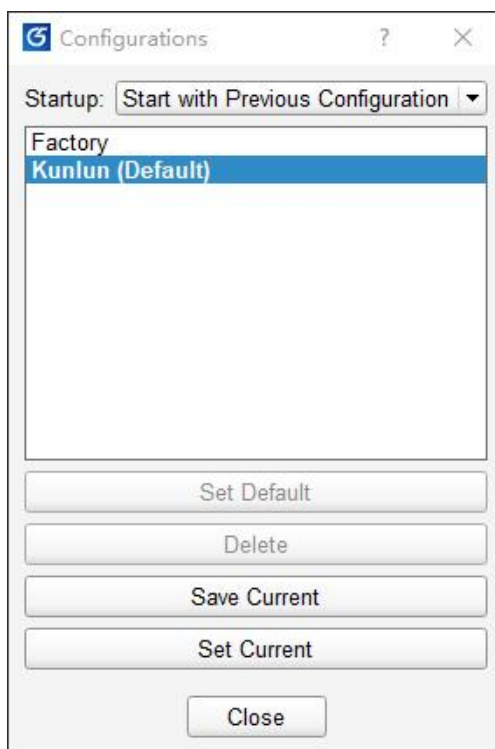 Configurations ?
Startup: Start with Previous Configuration
Factory
Kunlun (Default)
Set Default
Delete
Save Current
Set Current
Close